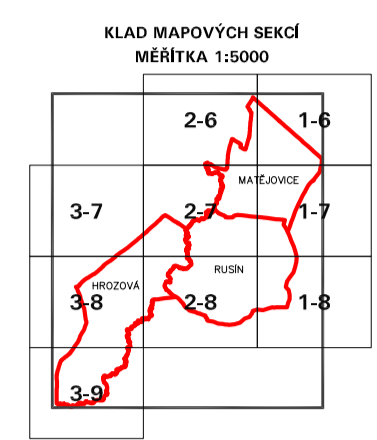 KLAD MAPOVÝCH SEKCÍ
MĚŘÍTKA 1:5000
2-6 1-6
MATĚJOVICE
3-7 2-7 1-7
RUSÍN
HROZOVÁ
3-8 2-8 1-8
3-9